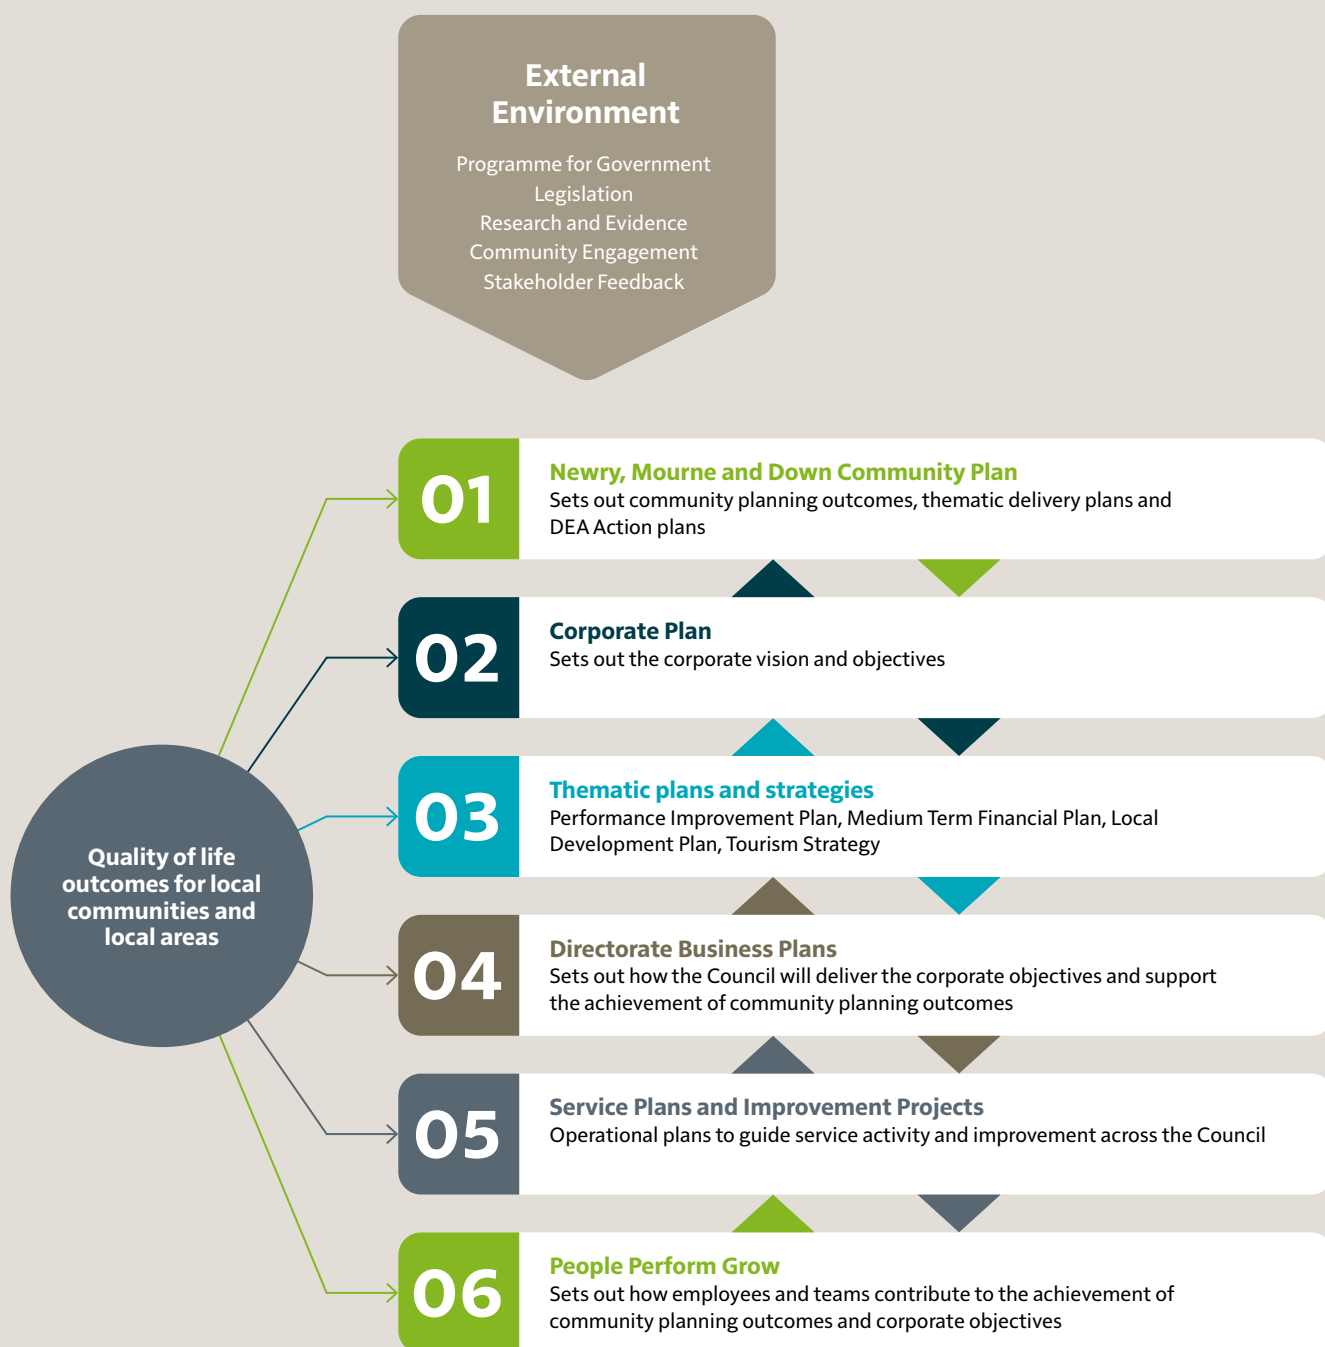 External
Environment
Programme for Government
Legislation
Research and Evidence
Community Engagement
Stakeholder Feedback
01
Newry, Mourne and Down Community Plan
Sets out community planning outcomes, thematic delivery plans and
DEA Action plans
02
Corporate Plan
Sets out the corporate vision and objectives
03
Thematic plans and strategies
Performance Improvement Plan, Medium Term Financial Plan, Local
Development Plan, Tourism Strategy
Quality of life
outcomes for local
communities and
local areas
04
Directorate Business Plans
Sets out how the Council will deliver the corporate objectives and support
the achievement of community planning outcomes
05
Service Plans and Improvement Projects
Operational plans to guide service activity and improvement across the Council
06
People Perform Grow
Sets out how employees and teams contribute to the achievement of
community planning outcomes and corporate objectives